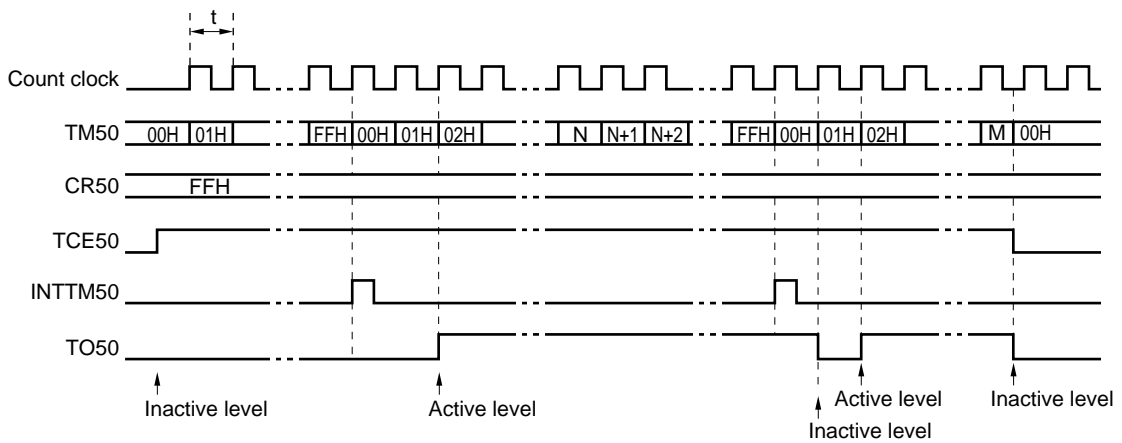 t
Count clock
TM50 00H 01H FFH 00H 01H 02H N N+1 N+2 FFH 00H 01H 02H M 00H
CR50 FFH
TCE50
INTTM50
TO50
Inactive level Active level Active level Inactive level
Inactive level